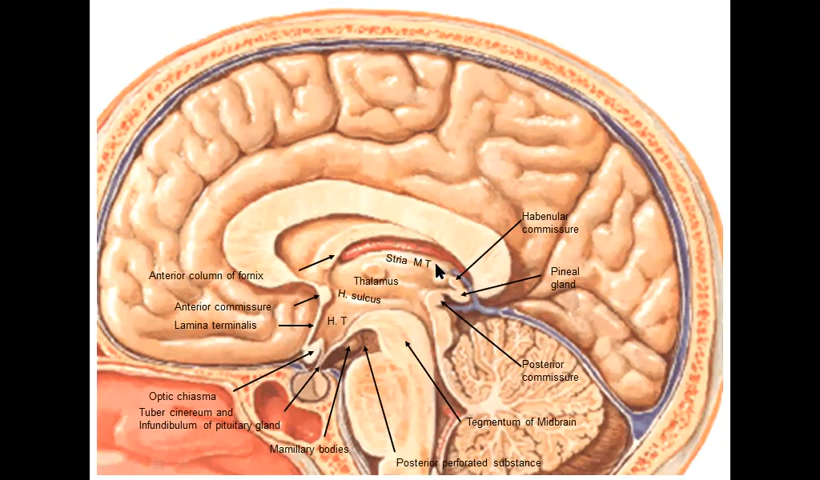 Habenular
commissure
Stria M T
Anterior column of fornix
Pineal
gland
Thalamus
H. sulcus
Anterior commissure
Lamina terminalis
H. T
Posterior
commissure
Optic chiasma
Tuber cinereum and
Infundibulum of pituitary gland
Tegmentum of Midbrain
Mamillary bodies
Posterior perforated substance